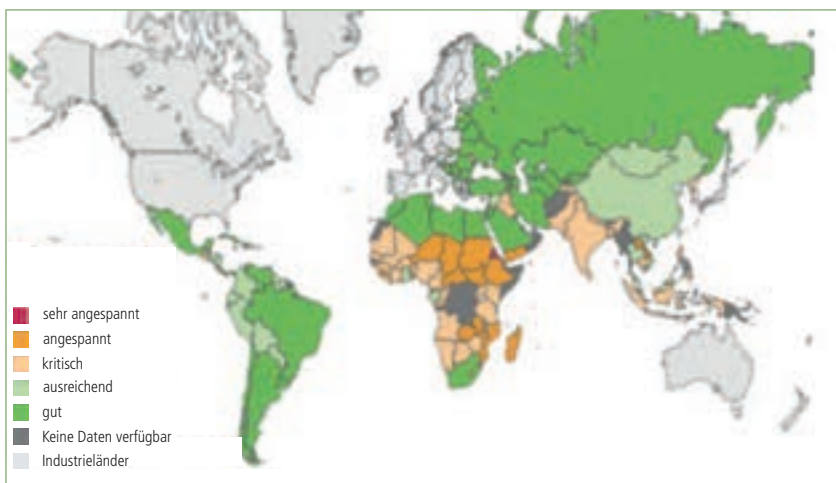 sehr angespannt
angespannt
kritisch
ausreichend
gut
Keine Daten verfügbar
Industrieländer